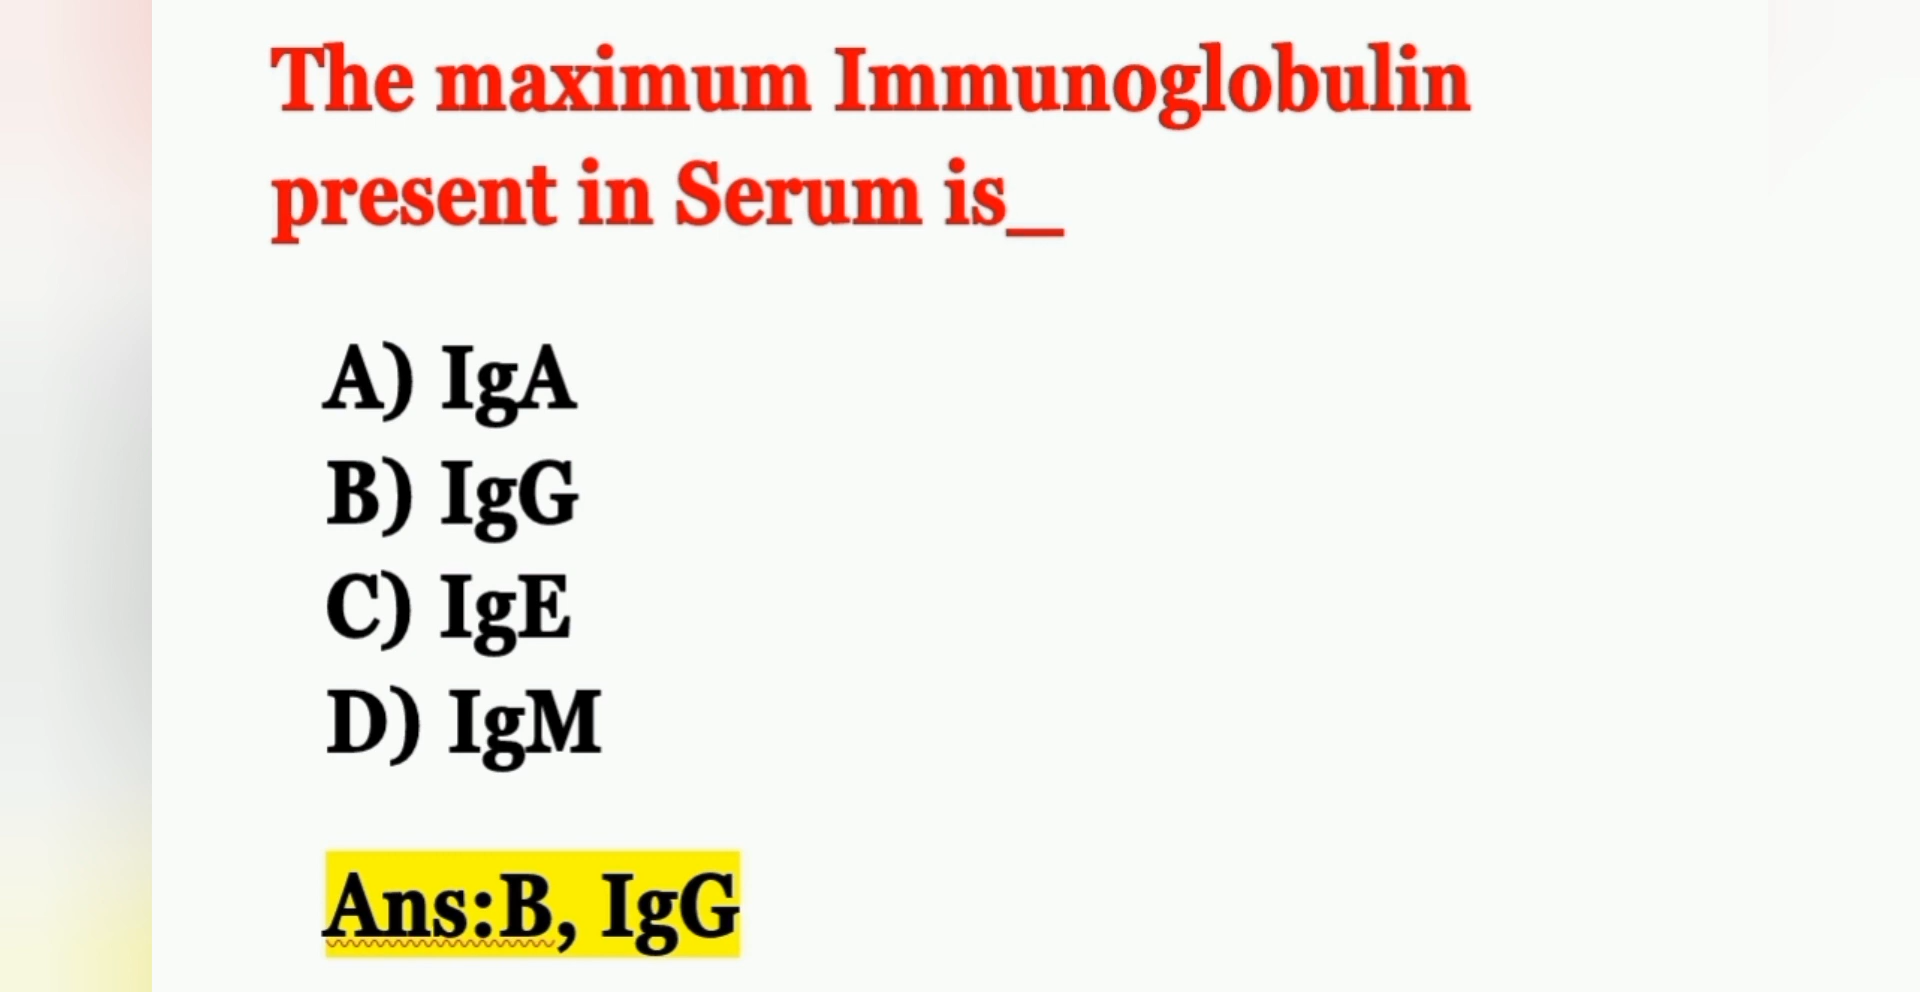 The maximum Immunoglobulin
present in Serum is_
A) IgA
B) IgG
C) IgE
D) IgM
Ans:B, IgG